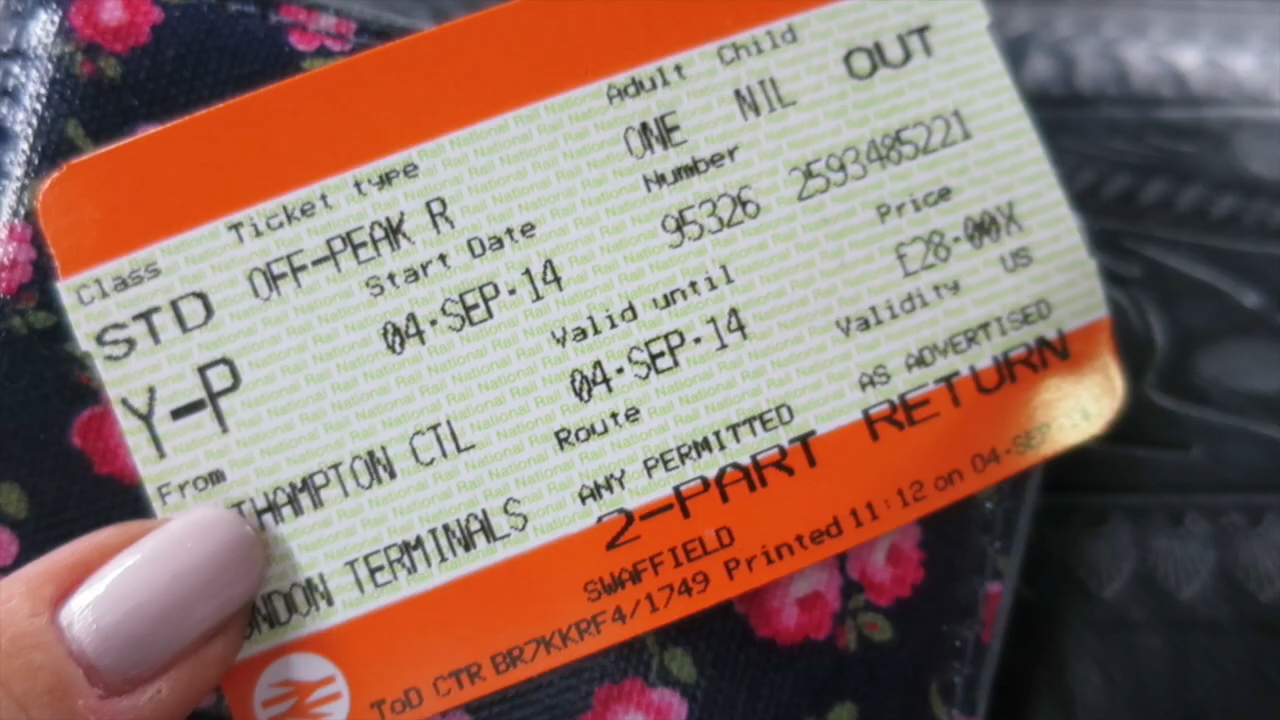 Ticket type Adult Child
Class OFF-PEAK R ONE NIL OUT
STD Start Date Number
Y-P 04-SEP-14 95326 2593485221
From Valid until Price
THAMPTON CTL 04-SEP-14 £28-00X
Route Validity US
NDON TERMINALS ANY PERMITTED AS ADVERTISED
2-PART RETURN
SWAFFIELD
ToD CTR BR7KKRF4/1749 Printed 11:12 on 04-SEP